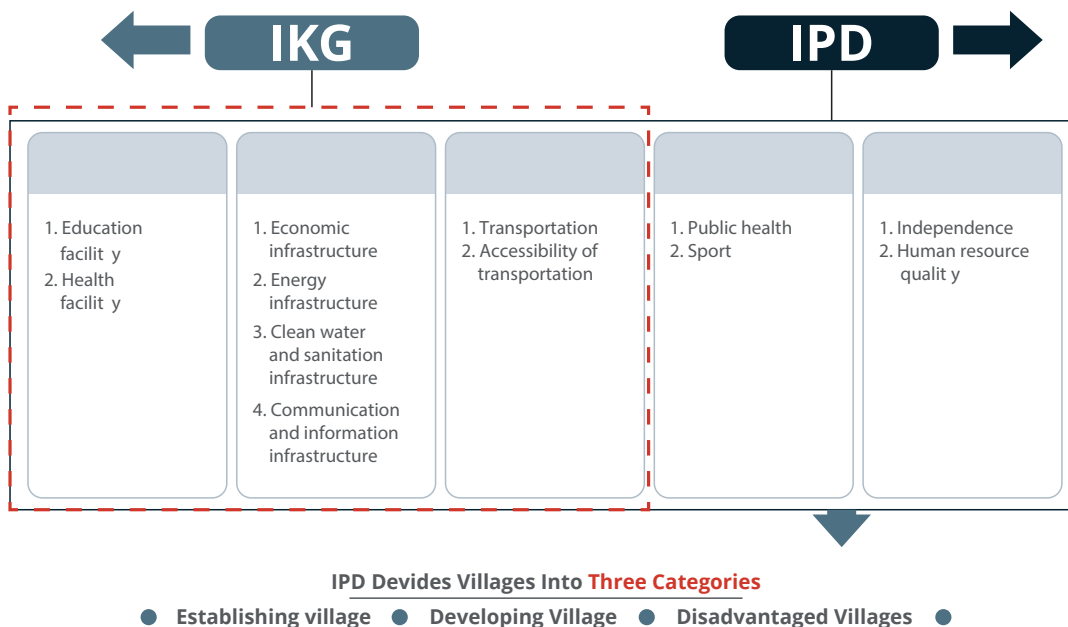 IKG
IPD
1. Education
facilit y
2. Health
facilit y
1. Economic
infrastructure
2. Energy
infrastructure
3. Clean water
and sanitation
infrastructure
4. Communication
and information
infrastructure
1. Transportation
2. Accessibility of
transportation
1. Public health
2. Sport
1. Independence
2. Human resource
qualit y
IPD Devides Villages Into Three Categories
Establishing village
Developing Village
Disadvantaged Villages